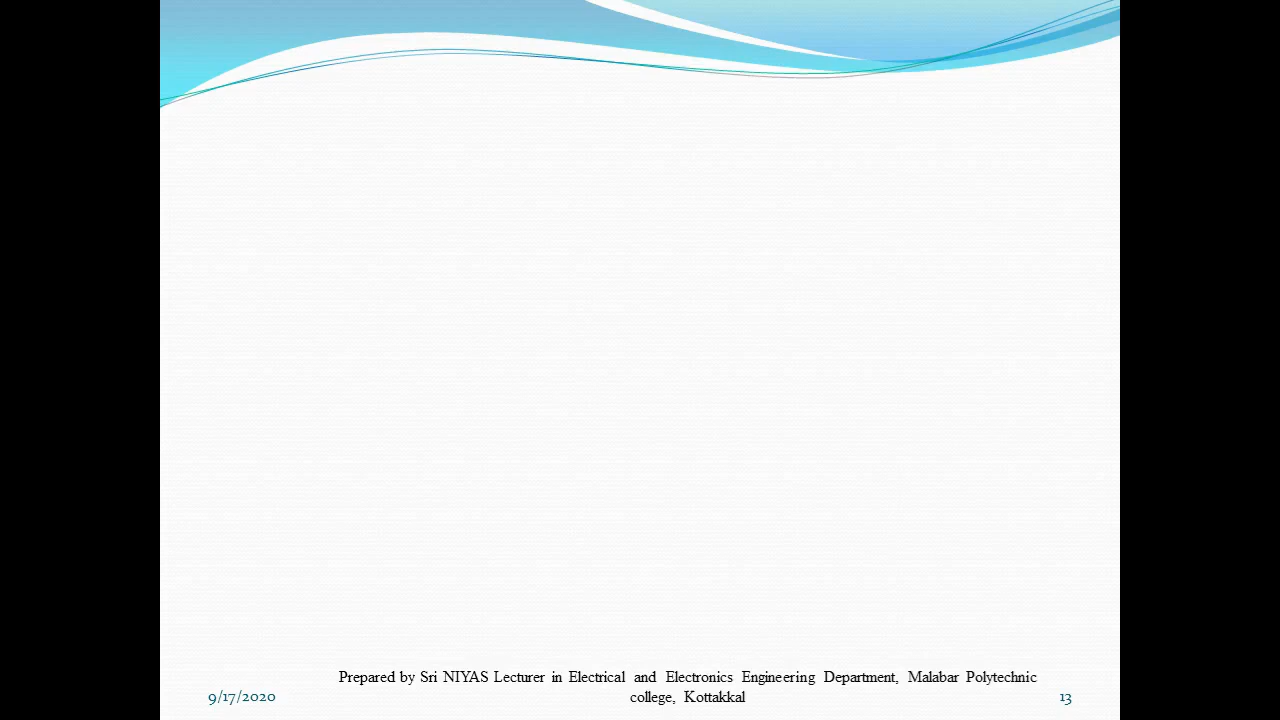 Prepared by Sri NIYAS Lecturer in Electrical and Electronics Engineering Department, Malabar Polytechnic
college, Kottakkal
9/17/2020
13